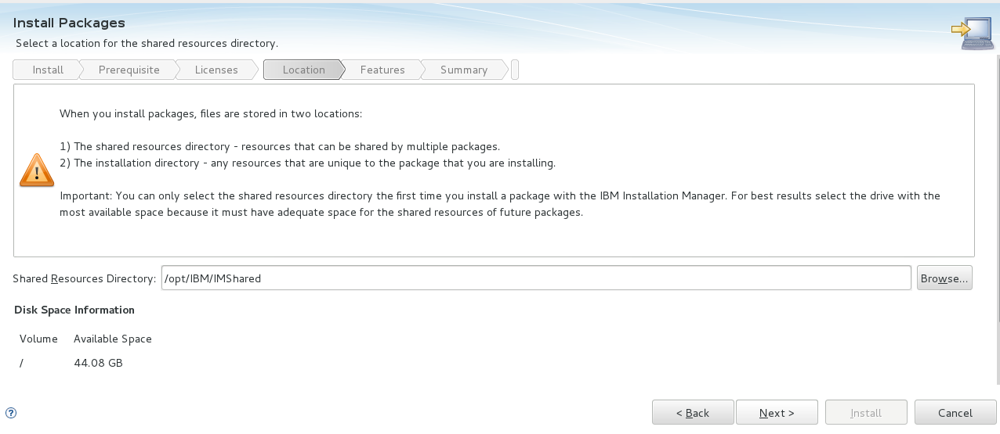 Install Packages
Select a location for the shared resources directory.
Install Prerequisite Licenses Location Features Summary
When you install packages, files are stored in two locations:
1) The shared resources directory - resources that can be shared by multiple packages.
2) The installation directory - any resources that are unique to the package that you are installing.
Important: You can only select the shared resources directory the first time you install a package with the IBM Installation Manager. For best results select the drive with the
most available space because it must have adequate space for the shared resources of future packages.
Shared Resources Directory: /opt/IBM/IMShared Browse...
Disk Space Information
Volume Available Space
/ 44.08 GB
? < Back Next > Install Cancel